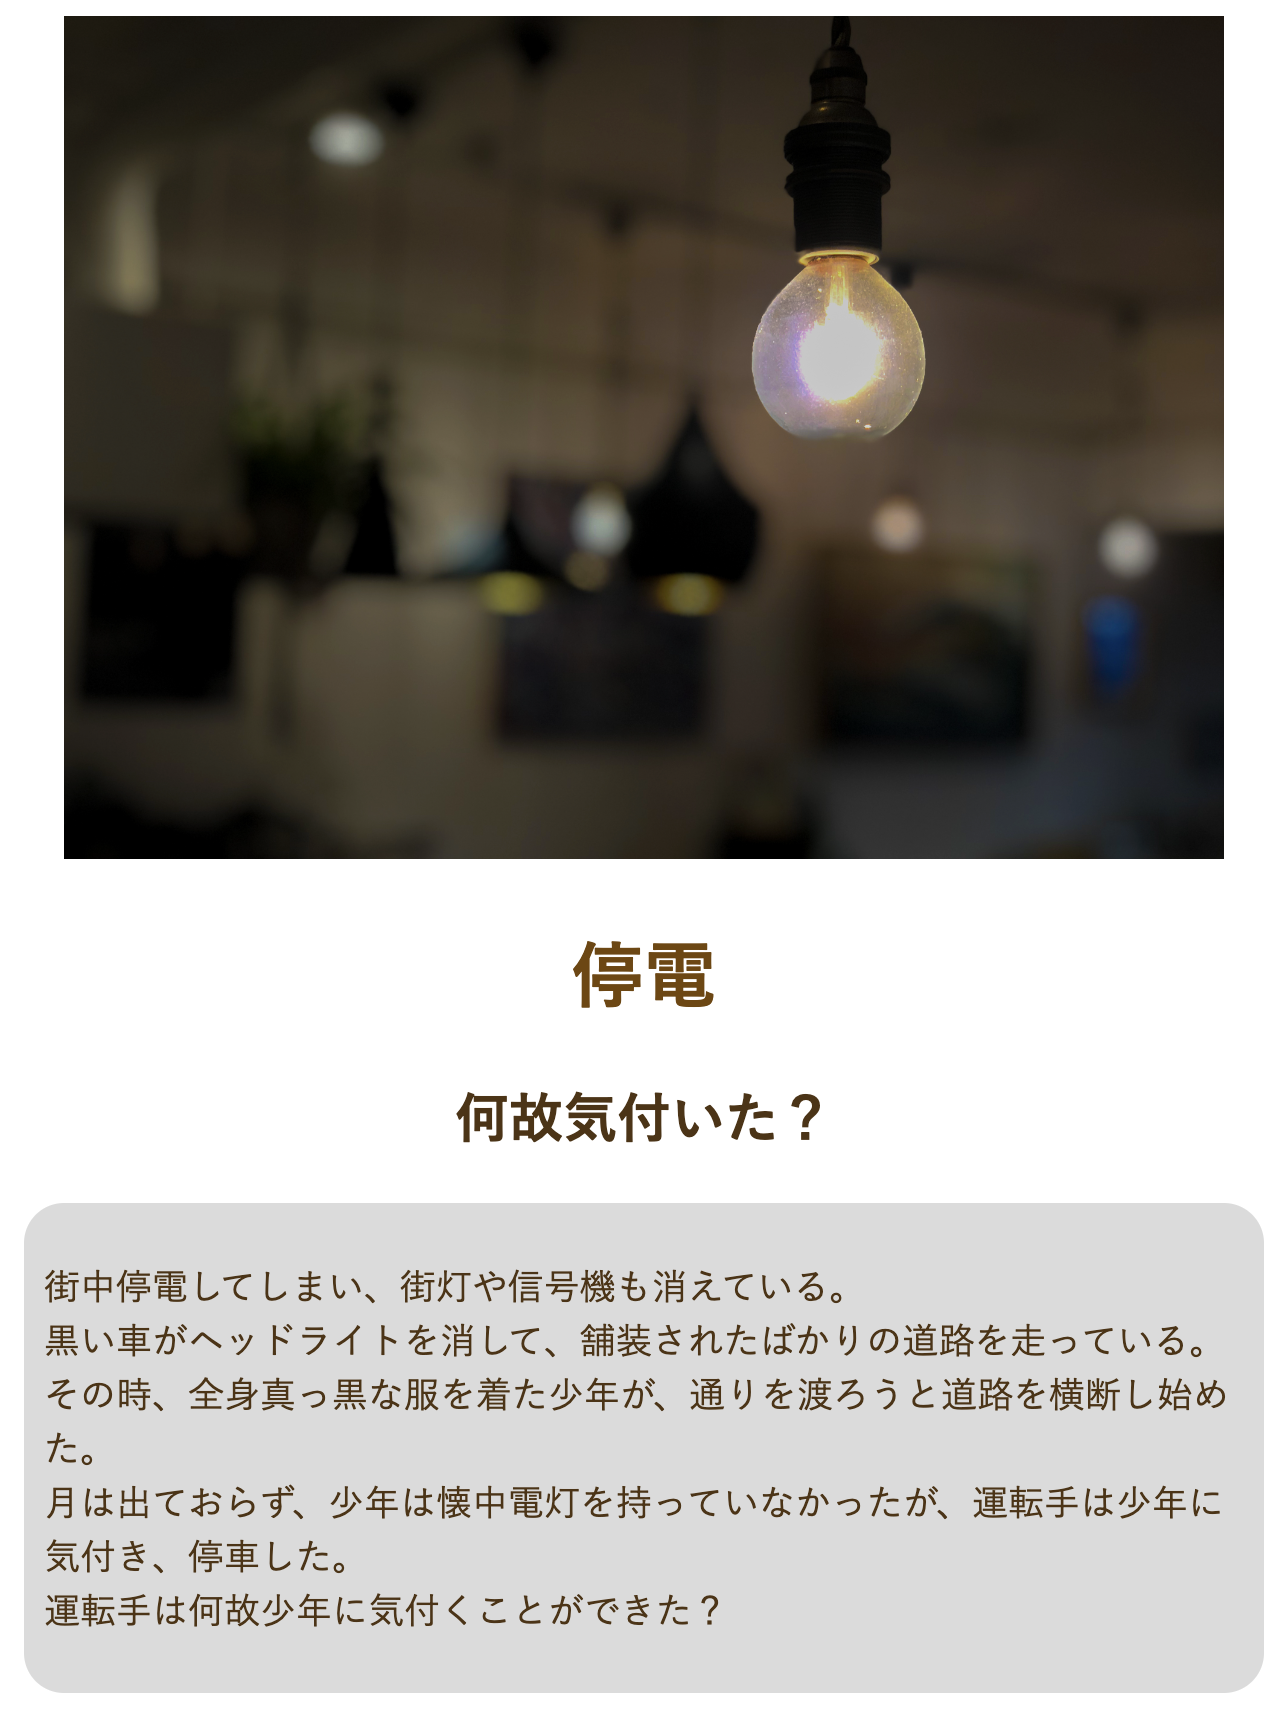 停電
何故気付いた？
街中停電してしまい、街灯や信号機も消えている。
黒い車がヘッドライトを消して、舗装されたばかりの道路を走っている。
その時、全身真っ黒な服を着た少年が、通りを渡ろうと道路を横断し始め
た。
月は出ておらず、少年は懐中電灯を持っていなかったが、運転手は少年に
気付き、停車した。
運転手は何故少年に気付くことができた？